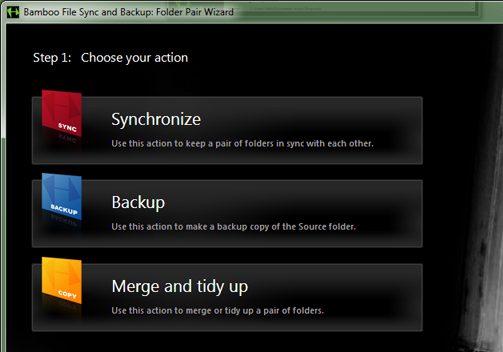 Bamboo File Sync and Backup: Folder Pair Wizard
Step 1: Choose your action
SYNC
Synchronize
Use this action to keep a pair of folders in sync with each other.
BACKUP
Backup
Use this action to make a backup copy of the Source folder.
COPY
Merge and tidy up
Use this action to merge or tidy up a pair of folders.